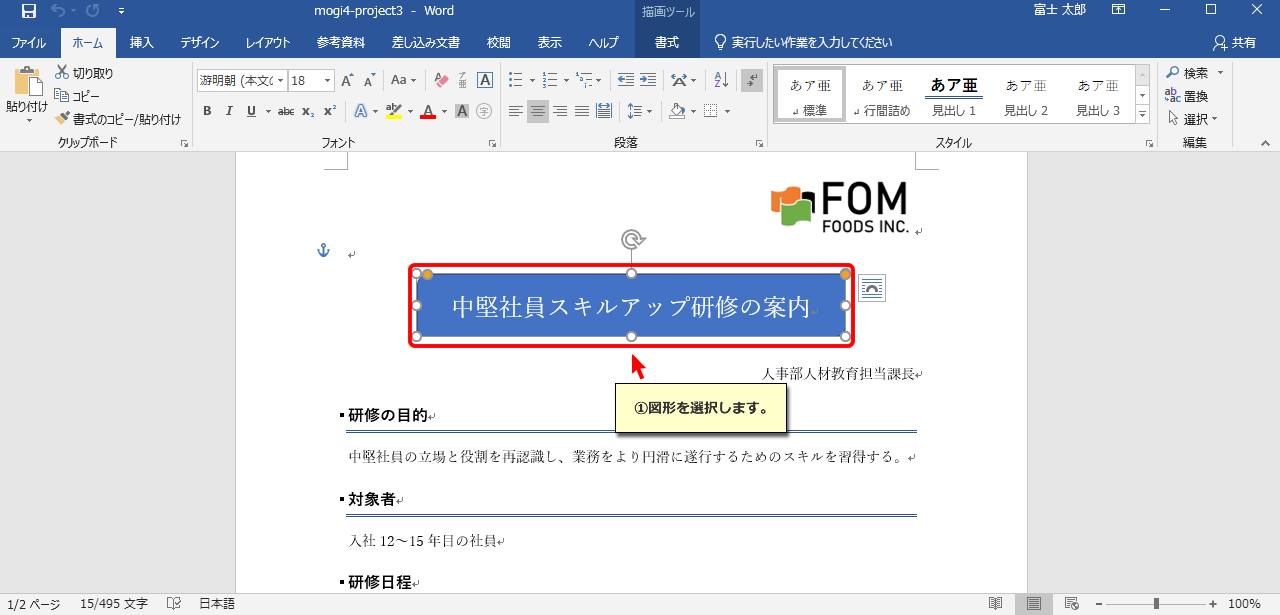 mogi4-project3 - Word
描画ツール
富士 太郎
ファイル ホーム 挿入 デザイン レイアウト 参考資料 差し込み文書 校閲 表示 ヘルプ 書式 実行したい作業を入力してください 共有
貼り付け
切り取り
コピー
書式のコピー/貼り付け
クリップボード
游明朝 (本文の 18
Aa
B I U abc x₂ x²
フォント
段落
あア亜 標準
あア亜 行間詰め
あア亜 見出し 1
あア亜 見出し 2
あア亜 見出し 3
スタイル
検索
置換
選択
編集
FOM
FOODS INC.
中堅社員スキルアップ研修の案内
人事部人材教育担当課長
①図形を選択します。
研修の目的
中堅社員の立場と役割を再認識し、業務をより円滑に遂行するためのスキルを習得する。
対象者
入社 12～15 年目の社員
研修日程
1/2 ページ 15/495 文字 日本語 100%